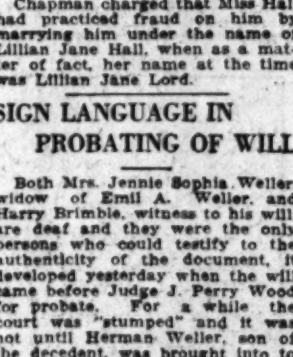 Chapman charged that Miss Hal
had practiced fraud on him by
marrying him under the name o
Lillian Jane Hall, when as a mat-
er of fact, her name at the time
was Lillian Jane Lord.
SIGN LANGUAGE IN
PROBATING OF WILL
Both Mrs. Jennie Sophia Weller
widow of Emil A. Weller, and
Harry Brimble, witness to his will
are deaf and they were the only
persons who could testify to the
authenticity of the document, it
developed yesterday when the will
came before Judge J. Perry Wood
for probate. For a while the
court was "stumped" and it was
not until Herman Weller, son of
the decedent, was brought into